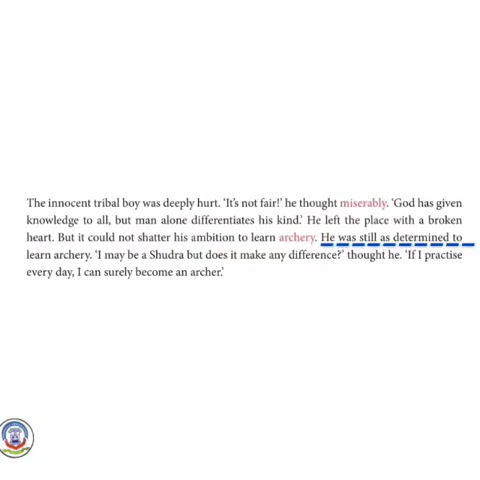 The innocent tribal boy was deeply hurt. ‘It’s not fair!’ he thought miserably. ‘God has given
knowledge to all, but man alone differentiates his kind.’ He left the place with a broken
heart. But it could not shatter his ambition to learn archery. He was still as determined to
learn archery. ‘I may be a Shudra but does it make any difference?’ thought he. ‘If I practise
every day, I can surely become an archer.’